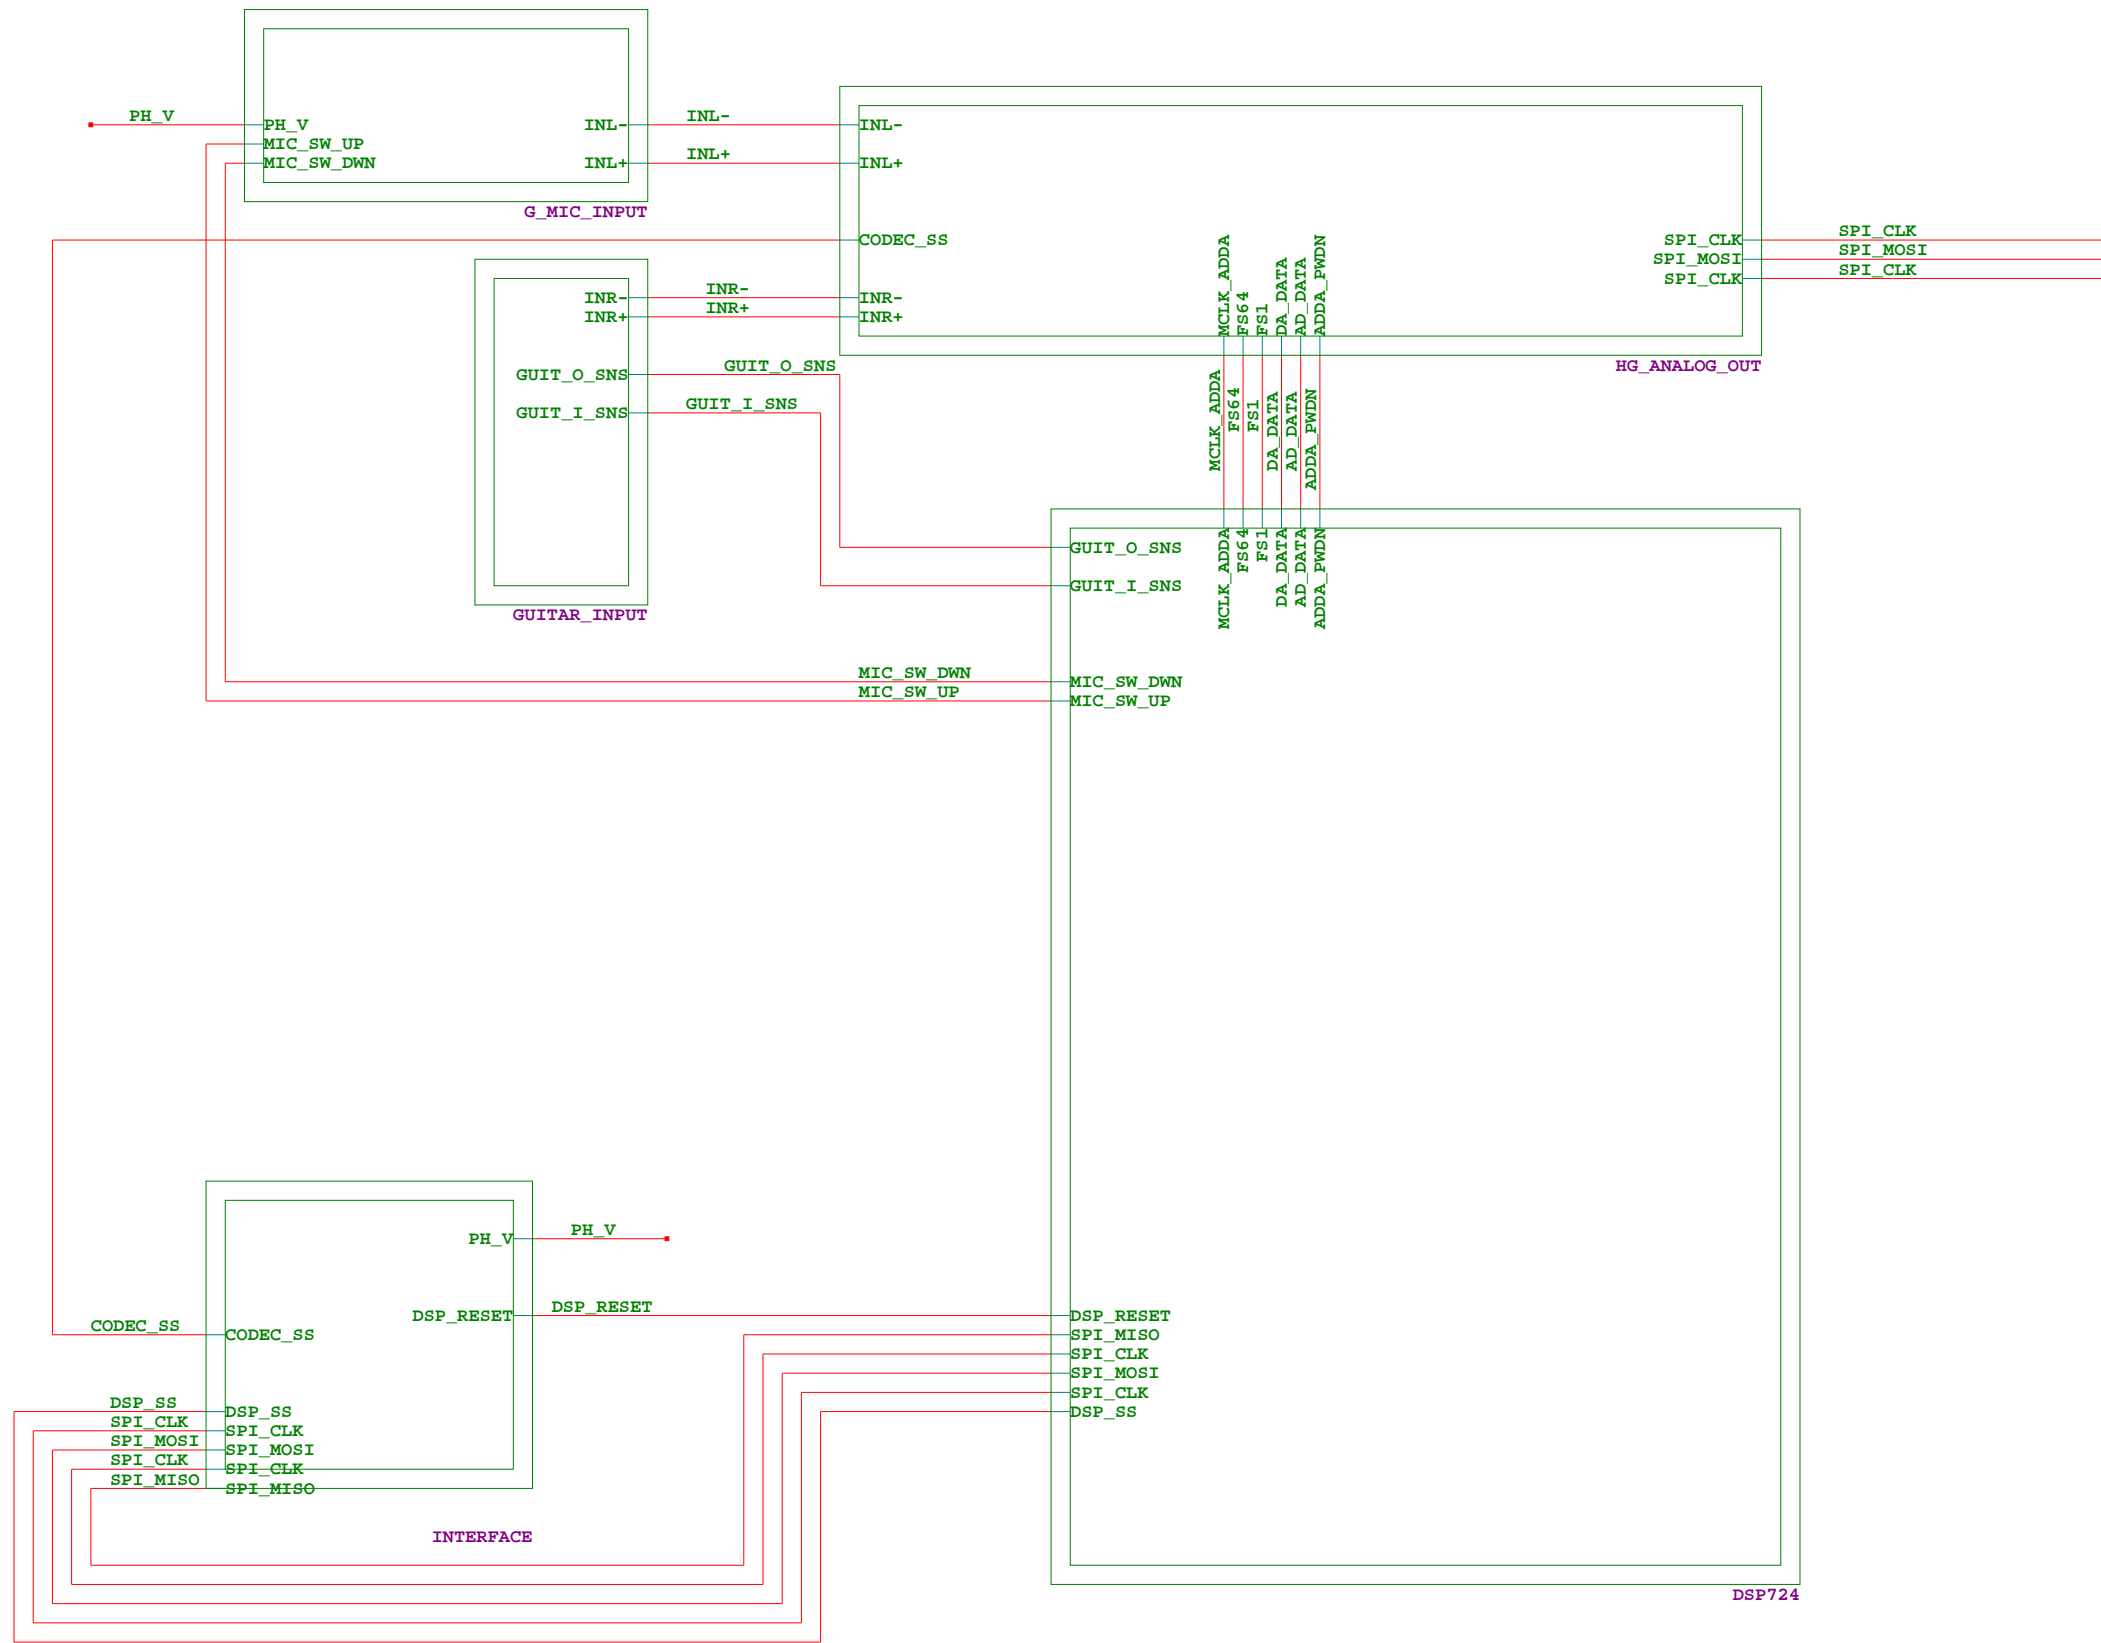 PH_V
PH_V
MIC_SW_UP
MIC_SW_DWN
INL-
INL+
G_MIC_INPUT
INL-
INL+
INL-
INL+
CODEC_SS
INR-
INR+
MCLK_ADDA
FS64
FS1
DA_DATA
AD_DATA
ADDA_PWDN
SPI_CLK
SPI_MOSI
SPI_CLK
HG_ANALOG_OUT
SPI_CLK
SPI_MOSI
SPI_CLK
INR-
INR+
GUIT_O_SNS
GUIT_I_SNS
GUITAR_INPUT
INR-
INR+
GUIT_O_SNS
GUIT_I_SNS
MCLK_ADDA
FS64
FS1
DA_DATA
AD_DATA
ADDA_PWDN
GUIT_O_SNS
GUIT_I_SNS
MCLK_ADDA
FS64
FS1
DA_DATA
AD_DATA
ADDA_PWDN
MIC_SW_DWN
MIC_SW_UP
MIC_SW_DWN
MIC_SW_UP
PH_V
PH_V
DSP_RESET
DSP_RESET
CODEC_SS
CODEC_SS
DSP_SS
SPI_CLK
SPI_MOSI
SPI_CLK
SPI_MISO
DSP_SS
SPI_CLK
SPI_MOSI
SPI_CLK
SPI_MISO
INTERFACE
DSP_RESET
SPI_MISO
SPI_CLK
SPI_MOSI
SPI_CLK
DSP_SS
DSP724